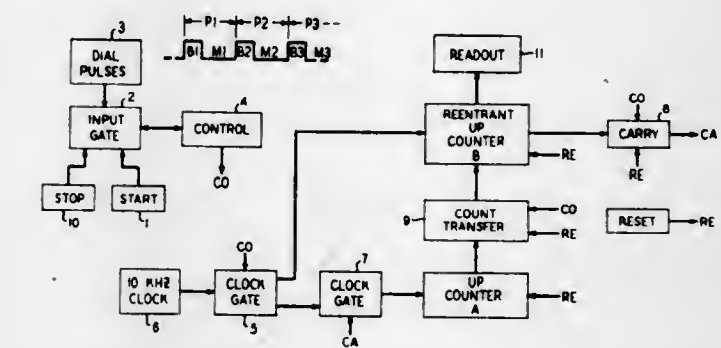 3
DIAL
PULSES
P1 P2 P3 --
B1 M1 B2 M2 B3 M3
2
INPUT
GATE
4
CONTROL
CO
STOP
10
START
1
READOUT
11
REENTRANT
UP
COUNTER
B
RE
CO
8
CARRY
CA
RE
9
COUNT
TRANSFER
CO
RE
RESET
RE
10 KHZ
CLOCK
6
CO
CLOCK
GATE
5
7
CLOCK
GATE
CA
UP
COUNTER
A
RE